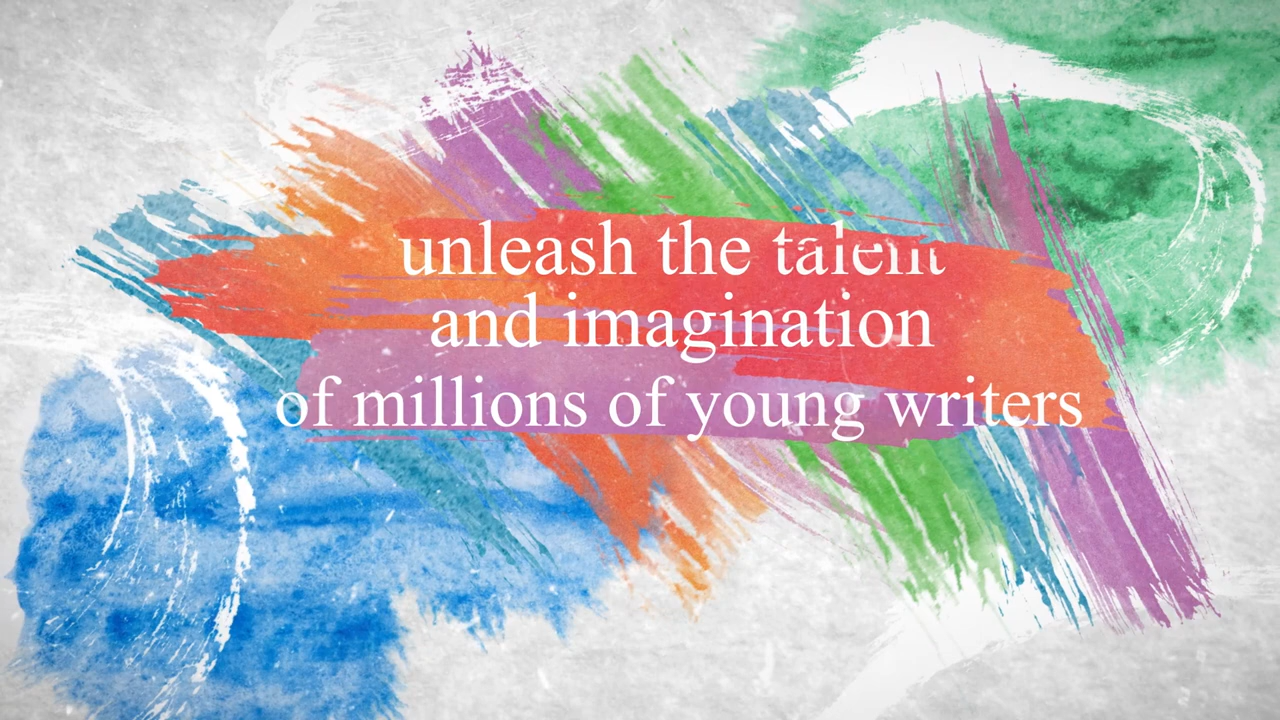 unleash the talent
and imagination
of millions of young writers